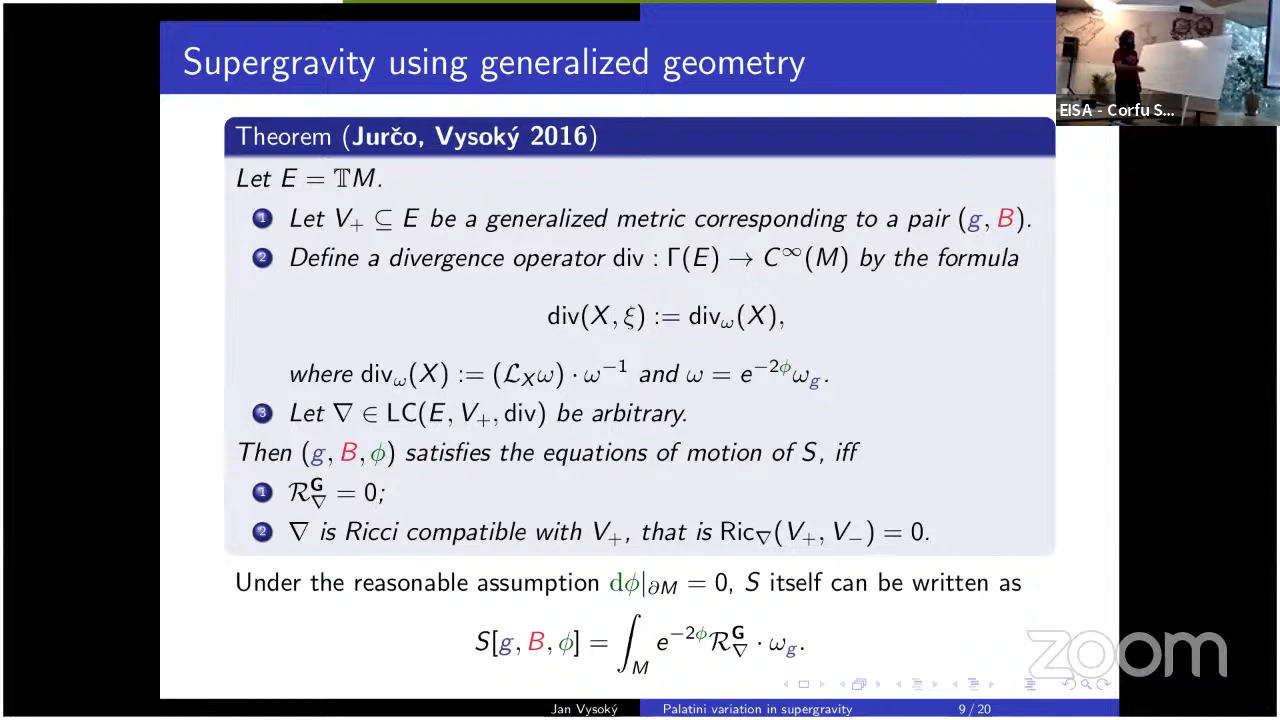 Supergravity using generalized geometry
EISA - Corfu S...
Theorem (Jurčo, Vysoký 2016)
Let E = 𝕋M.
1 Let V₊ ⊆ E be a generalized metric corresponding to a pair (g, B).
2 Define a divergence operator div : Γ(E) → C^∞(M) by the formula
div(X, ξ) := div_ω(X),
where div_ω(X) := (ℒ_X ω) · ω⁻¹ and ω = e^{−2ϕ}ω_g.
3 Let ∇ ∈ LC(E, V₊, div) be arbitrary.
Then (g, B, ϕ) satisfies the equations of motion of S, iff
1 ℛ^G_∇ = 0;
2 ∇ is Ricci compatible with V₊, that is Ric_∇(V₊, V₋) = 0.
Under the reasonable assumption dϕ|_{∂M} = 0, S itself can be written as
S[g, B, ϕ] = ∫_M e^{−2ϕ}ℛ^G_∇ · ω_g.
zoom
Jan Vysoký Palatini variation in supergravity 9 / 20